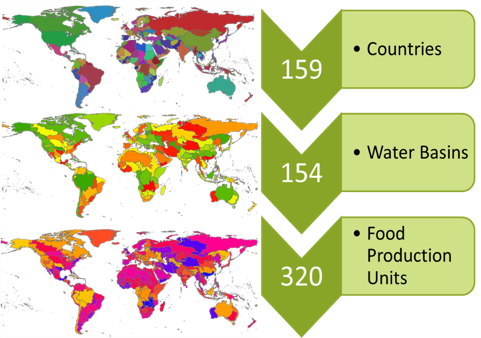 159
• Countries
154
• Water Basins
320
• Food
Production
Units